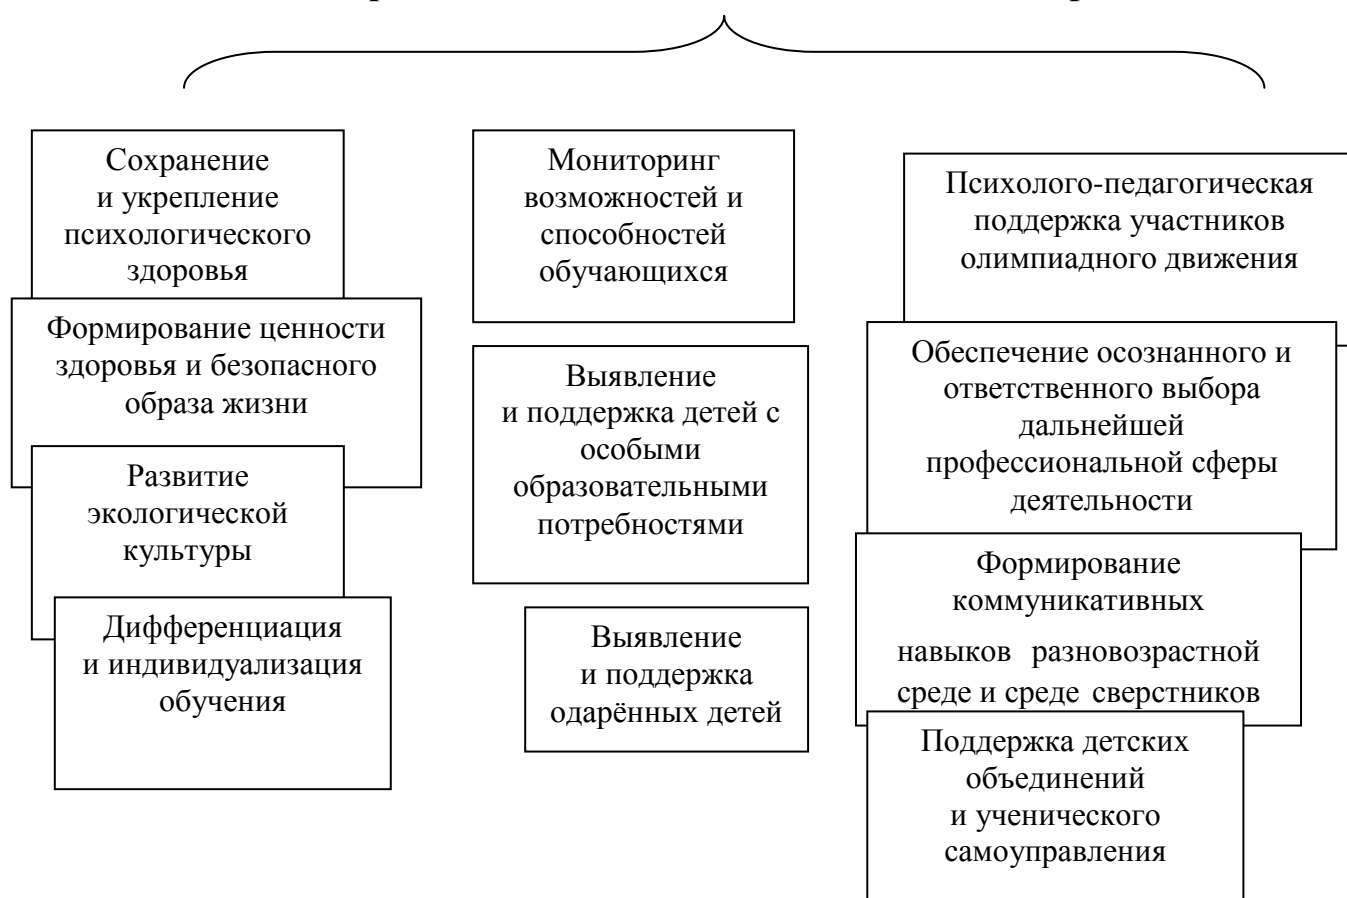 Сохранение
и укрепление
психологического
здоровья
Формирование ценности
здоровья и безопасного
образа жизни
Развитие
экологической
культуры
Дифференциация
и индивидуализация
обучения
Мониторинг
возможностей и
способностей
обучающихся
Выявление
и поддержка детей с
особыми
образовательными
потребностями
Выявление
и поддержка
одарённых детей
Психолого-педагогическая
поддержка участников
олимпиадного движения
Обеспечение осознанного и
ответственного выбора
дальнейшей
профессиональной сферы
деятельности
Формирование
коммуникативных
навыков разновозрастной
среде и среде сверстников
Поддержка детских
объединений
и ученического
самоуправления